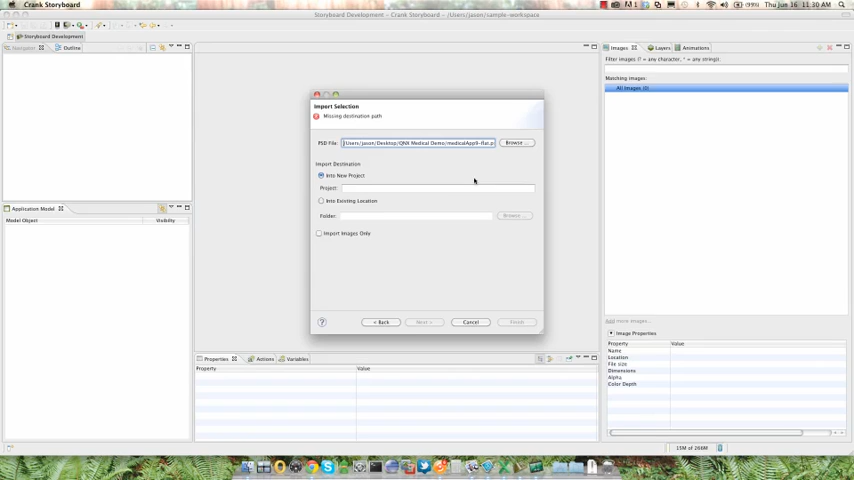 Crank Storyboard
(99%) Thu Jun 16 11:30 AM
Storyboard Development - Crank Storyboard - /Users/jason/sample-workspace
Storyboard Development
Navigator
Outline
Images
Layers
Animations
Filter images (? = any character, * = any string):
Matching images:
All Images (0)
Import Selection
Missing destination path
PSD File:
/Users/jason/Desktop/QNX Medical Demo/medicalApp9-flat.p
Browse...
Import Destination
Into New Project
Project:
Into Existing Location
Folder:
Browse...
Import Images Only
< Back
Next >
Cancel
Finish
Application Model
Model Object
Visibility
Add more images...
Image Properties
Property
Value
Name
Location
File size
Dimensions
Alpha
Color Depth
Properties
Actions
Variables
Property
Value
15M of 266M